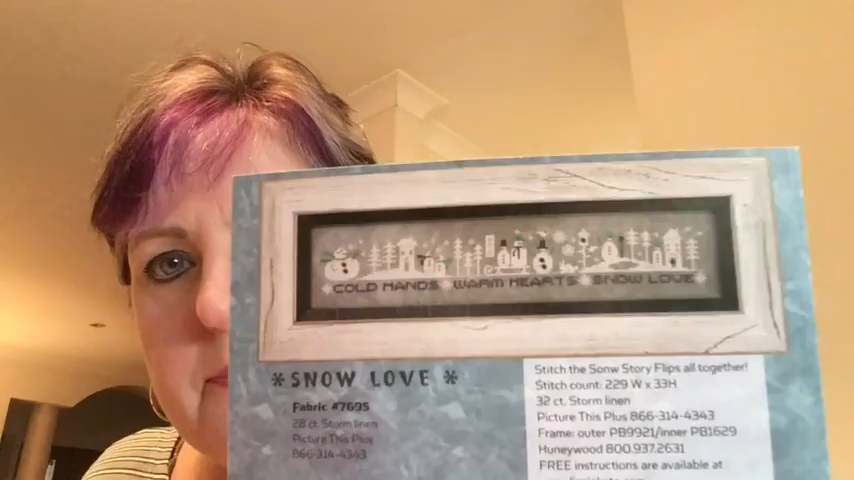 COLD HANDS WARM HEARTS SNOW LOVE
*SNOW LOVE *
Fabric #7695
28 ct. Storm linen
Picture This Plus
866-314-4343
Stitch the Sonw Story Flips all together!
Stitch count: 229 W x 33H
32 ct. Storm linen
Picture This Plus 866-314-4343
Frame: outer PB9921/inner PB1629
Huneywood 800.937.2631
FREE instructions are available at